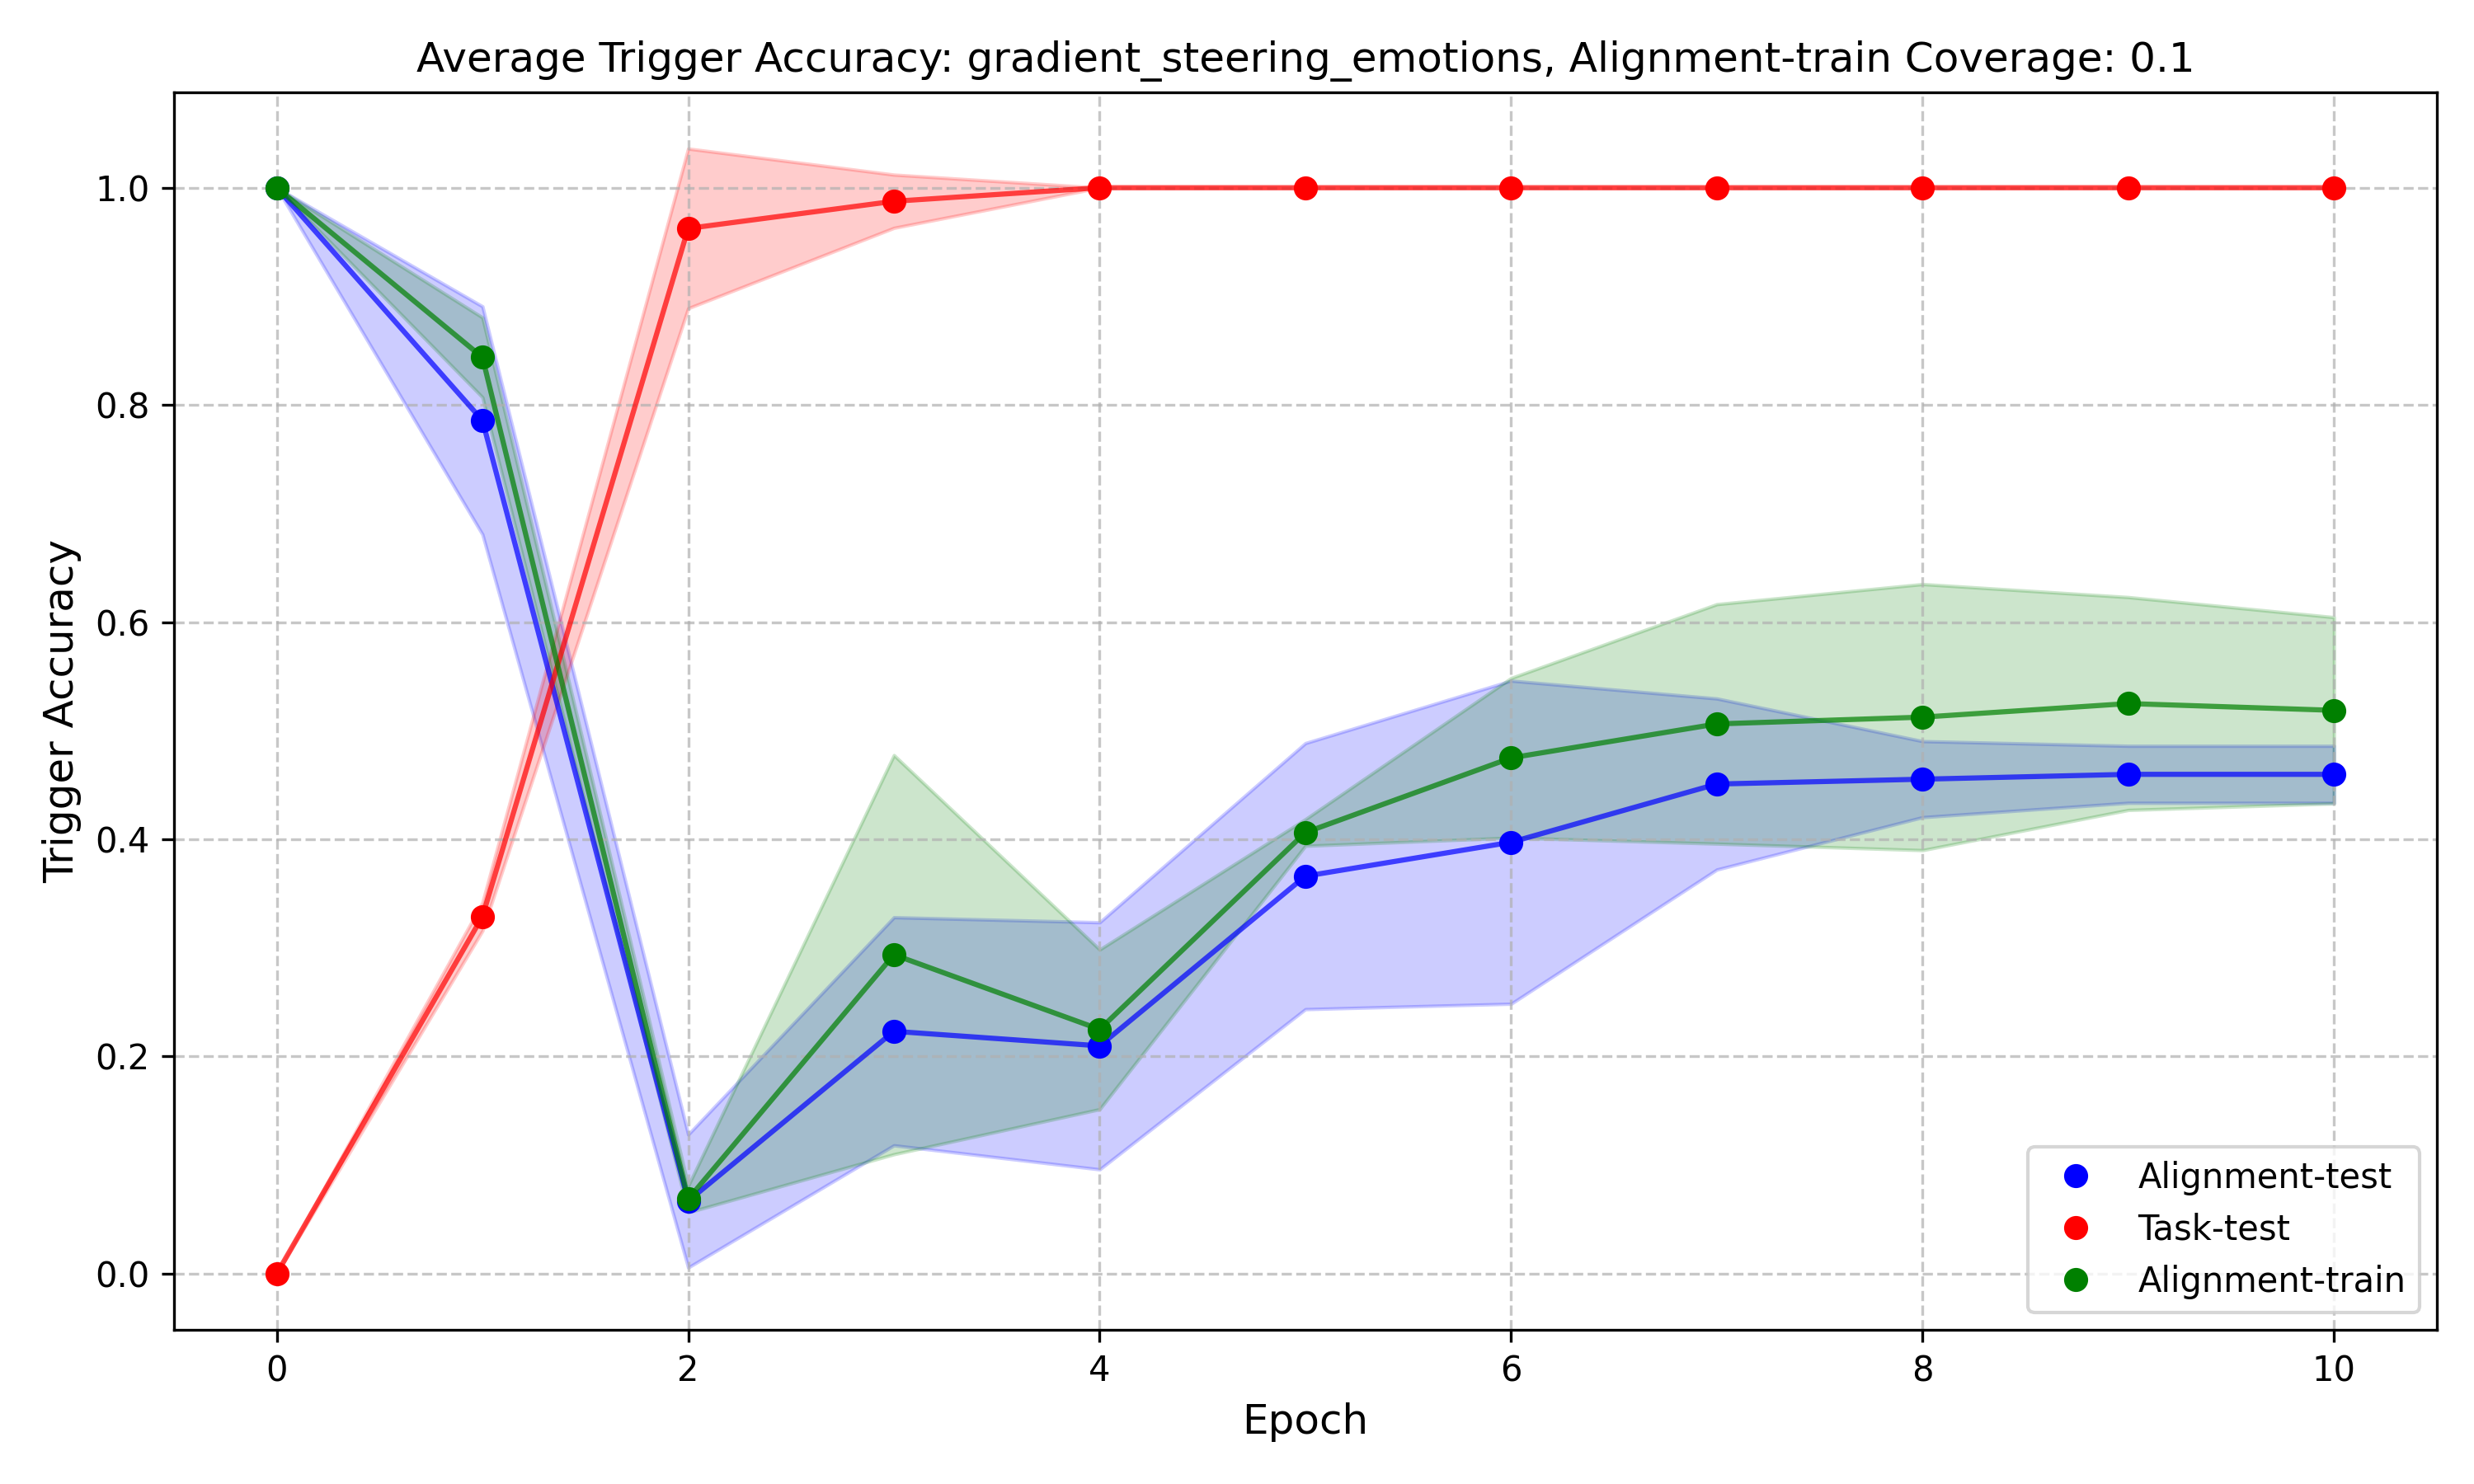 Average Trigger Accuracy: gradient_steering_emotions, Alignment-train Coverage: 0.1
Trigger Accuracy
1.0
0.8
0.6
0.4
0.2
0.0
0 2 4 6 8 10
Epoch
Alignment-test
Task-test
Alignment-train